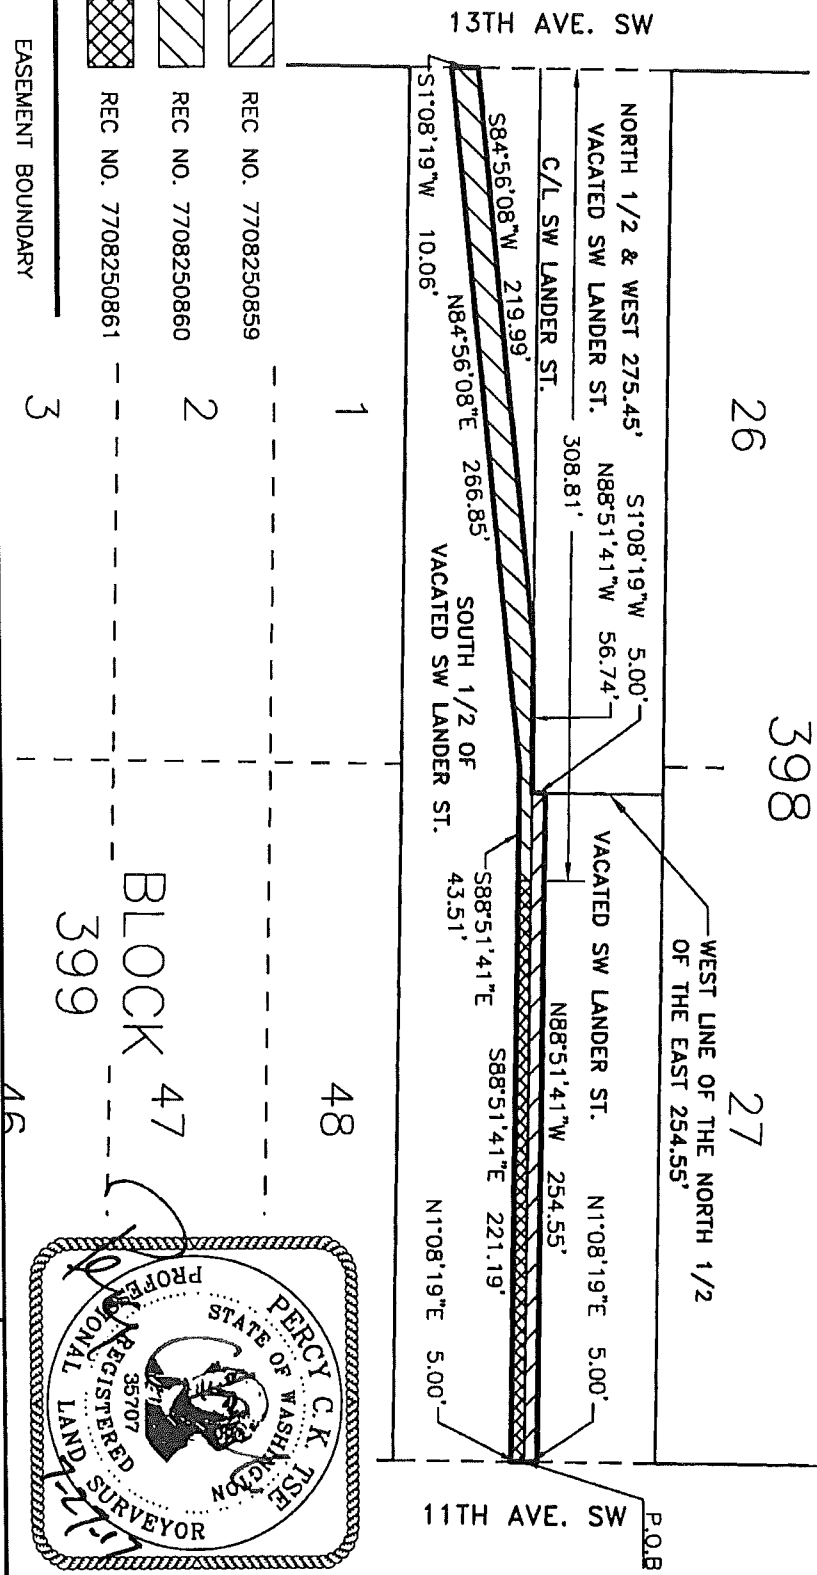 13TH AVE. SW
26
398
27
NORTH 1/2 & WEST 275.45'
VACATED SW LANDER ST.
S1°08'19"W 5.00'
N88°51'41"W 56.74'
WEST LINE OF THE NORTH 1/2
OF THE EAST 254.55'
C/L SW LANDER ST.
308.81'
VACATED SW LANDER ST.
N1°08'19"E 5.00'
P.O.B
S84°56'08"W 219.99'
N88°51'41"W 254.55'
N84°56'08"E 266.85'
S1°08'19"W 10.06'
SOUTH 1/2 OF
VACATED SW LANDER ST.
S88°51'41"E
43.51'
S88°51'41"E 221.19'
N1°08'19"E 5.00'
11TH AVE. SW
1
48
REC NO. 7708250859
2
47
REC NO. 7708250860
BLOCK
399
REC NO. 7708250861
3
46
EASEMENT BOUNDARY
PERCY C.K. TSE
STATE OF WASHINGTON
35707
REGISTERED
PROFESSIONAL LAND SURVEYOR